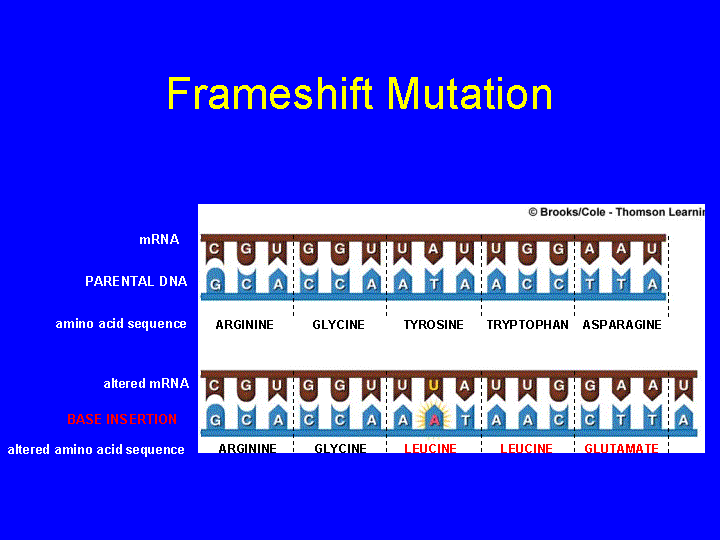 Frameshift Mutation
© Brooks/Cole - Thomson Learnin
mRNA C G U G G U U A U U G G A A U
PARENTAL DNA G C A C C A A T A A C C T T A
amino acid sequence ARGININE GLYCINE TYROSINE TRYPTOPHAN ASPARAGINE
altered mRNA C G U G G U U U A U U G G A A U
BASE INSERTION G C A C C A A A T A A C C T T A
altered amino acid sequence ARGININE GLYCINE LEUCINE LEUCINE GLUTAMATE